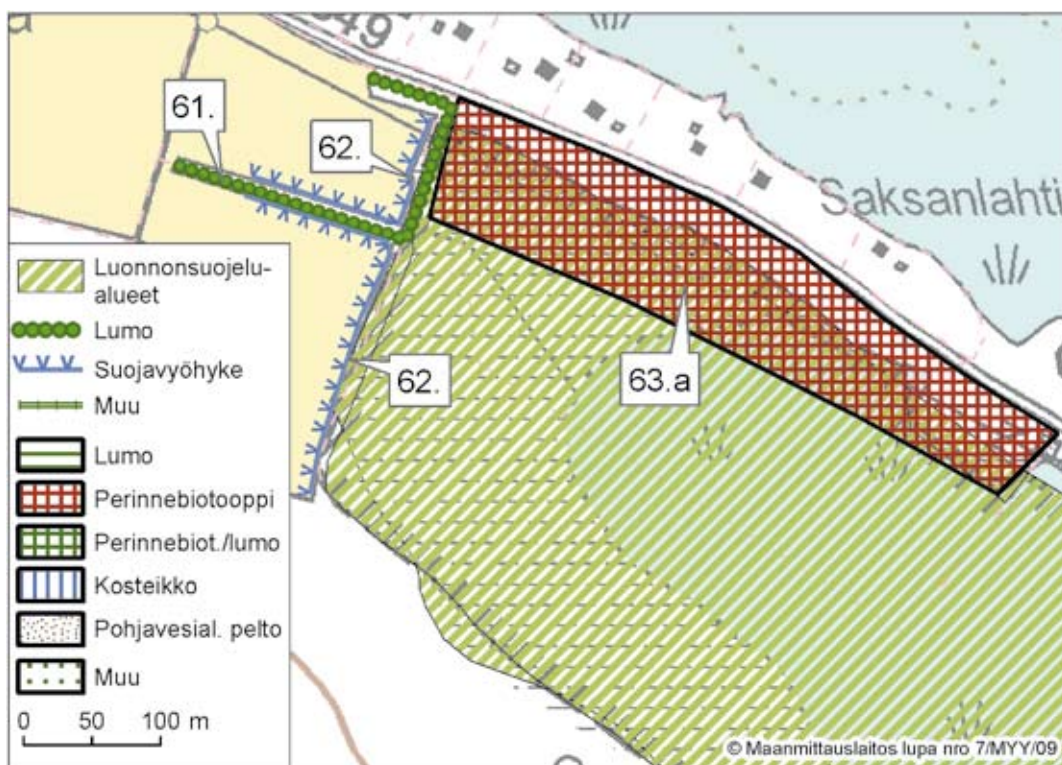 a
349
61.
62.
Saksanlahti
62.
63.a
Luonnonsuojelu-
alueet
Lumo
Suojavyöhyke
Muu
Lumo
Perinnebiotooppi
Perinnebiot./lumo
Kosteikko
Pohjavesial. pelto
Muu
0 50 100 m
© Maanmittauslaitos lupa nro 7/MYY/09